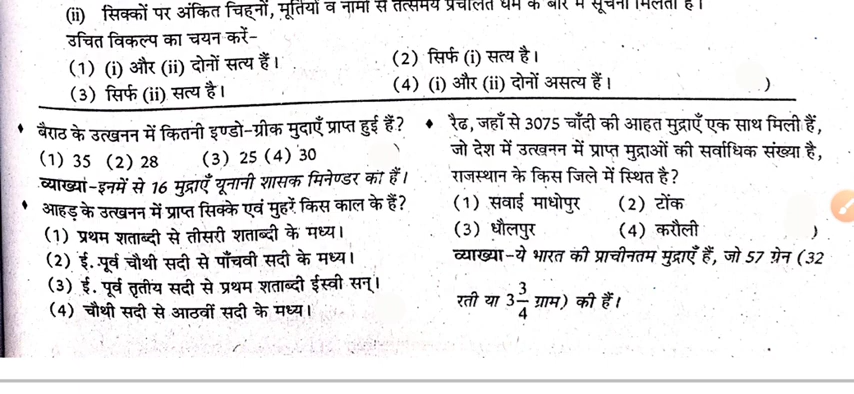 (ii) सिक्कों पर अंकित चिह्नों, मूर्तियों व नामों से तत्समय प्रचलित धर्म के बारे में सूचना मिलती है।
उचित विकल्प का चयन करें-
(1) (i) और (ii) दोनों सत्य हैं।
(2) सिर्फ (i) सत्य है।
(3) सिर्फ (ii) सत्य है।
(4) (i) और (ii) दोनों असत्य हैं। )
♦ बैराठ के उत्खनन में कितनी इण्डो-ग्रीक मुद्राएँ प्राप्त हुई हैं?
(1) 35 (2) 28 (3) 25 (4) 30 )
व्याख्या-इनमें से 16 मुद्राएँ यूनानी शासक मिनेण्डर की हैं।
♦ आहड़ के उत्खनन में प्राप्त सिक्के एवं मुहरें किस काल के हैं?
(1) प्रथम शताब्दी से तीसरी शताब्दी के मध्य।
(2) ई. पूर्व चौथी सदी से पाँचवी सदी के मध्य।
(3) ई. पूर्व तृतीय सदी से प्रथम शताब्दी ईस्वी सन्।
(4) चौथी सदी से आठवीं सदी के मध्य।
♦ रैढ, जहाँ से 3075 चाँदी की आहत मुद्राएँ एक साथ मिली हैं,
जो देश में उत्खनन में प्राप्त मुद्राओं की सर्वाधिक संख्या है,
राजस्थान के किस जिले में स्थित है?
(1) सवाई माधोपुर (2) टोंक
(3) धौलपुर (4) करौली )
व्याख्या-ये भारत की प्राचीनतम मुद्राएँ हैं, जो 57 ग्रेन (32
रती या 3 3/4 ग्राम) की हैं।